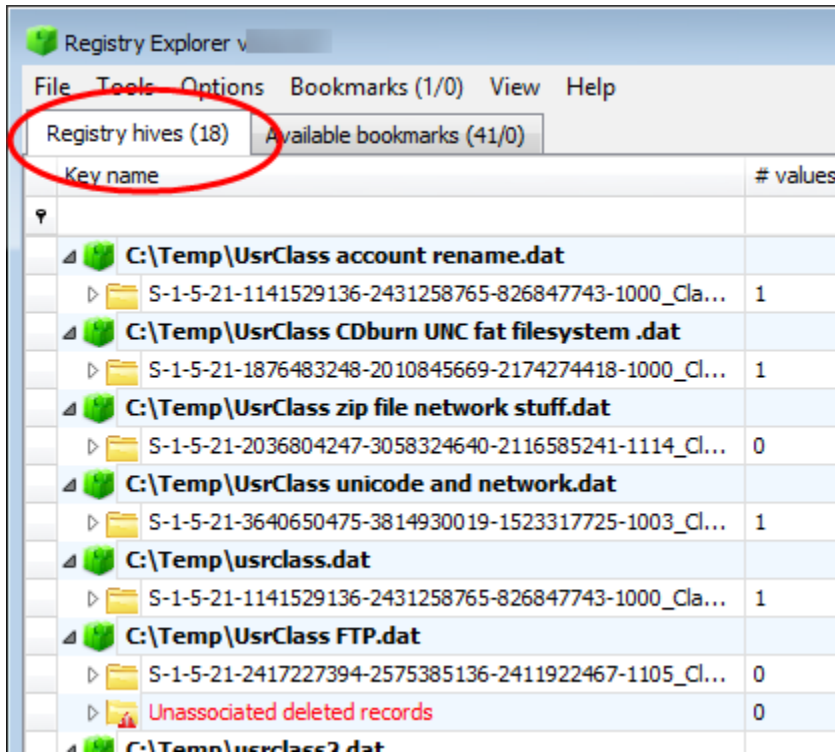 Registry Explorer v
File Tools Options Bookmarks (1/0) View Help
Registry hives (18) Available bookmarks (41/0)
Key name # values
C:\Temp\UsrClass account rename.dat
S-1-5-21-1141529136-2431258765-826847743-1000_Cla... 1
C:\Temp\UsrClass CDburn UNC fat filesystem .dat
S-1-5-21-1876483248-2010845669-2174274418-1000_Cl... 1
C:\Temp\UsrClass zip file network stuff.dat
S-1-5-21-2036804247-3058324640-2116585241-1114_Cl... 0
C:\Temp\UsrClass unicode and network.dat
S-1-5-21-3640650475-3814930019-1523317725-1003_Cl... 1
C:\Temp\usrclass.dat
S-1-5-21-1141529136-2431258765-826847743-1000_Cla... 1
C:\Temp\UsrClass FTP.dat
S-1-5-21-2417227394-2575385136-2411922467-1105_Cl... 0
Unassociated deleted records 0
C:\Temp\usrclass2.dat